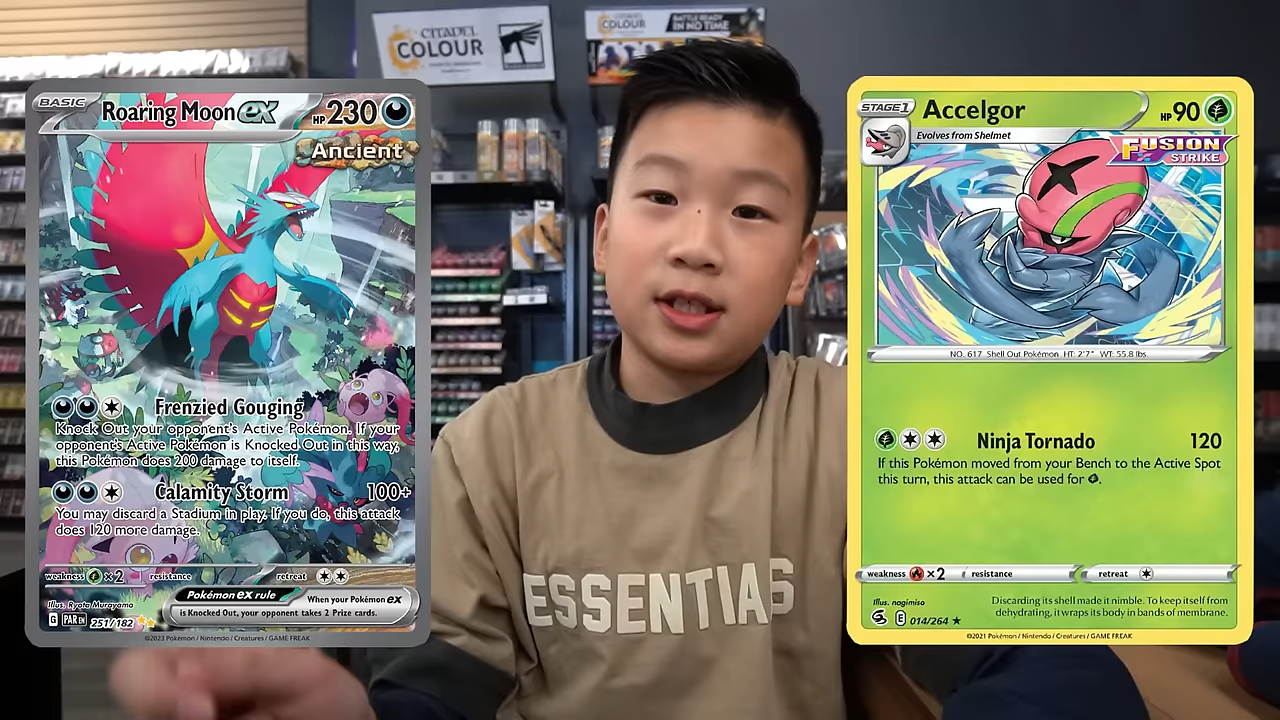 CITADEL
COLOUR
CITADEL
COLOUR
BATTLE READY
IN NO TIME
BASIC
Roaring Moon ex
HP 230
Ancient
Frenzied Gouging
Knock Out your opponent's Active Pokémon. If your
opponent's Active Pokémon is Knocked Out in this way,
this Pokémon does 200 damage to itself.
Calamity Storm 100+
You may discard a Stadium in play. If you do, this attack
does 120 more damage.
weakness ×2 resistance retreat
Pokémon ex rule
When your Pokémon ex
is Knocked Out, your opponent takes 2 Prize cards.
Illus. Ryota Murayama
G PAR EN 251/182
©2023 Pokémon / Nintendo / Creatures / GAME FREAK
ESSENTIALS
STAGE 1
Accelgor
HP 90
Evolves from Shelmet
FUSION
STRIKE
NO. 617 Shell Out Pokémon HT: 2'7" WT: 55.8 lbs.
Ninja Tornado 120
If this Pokémon moved from your Bench to the Active Spot
this turn, this attack can be used for .
weakness ×2 resistance retreat
Illus. nagimiso
Discarding its shell made it nimble. To keep itself from
dehydrating, it wraps its body in bands of membrane.
E 014/264 ★
©2021 Pokémon / Nintendo / Creatures / GAME FREAK